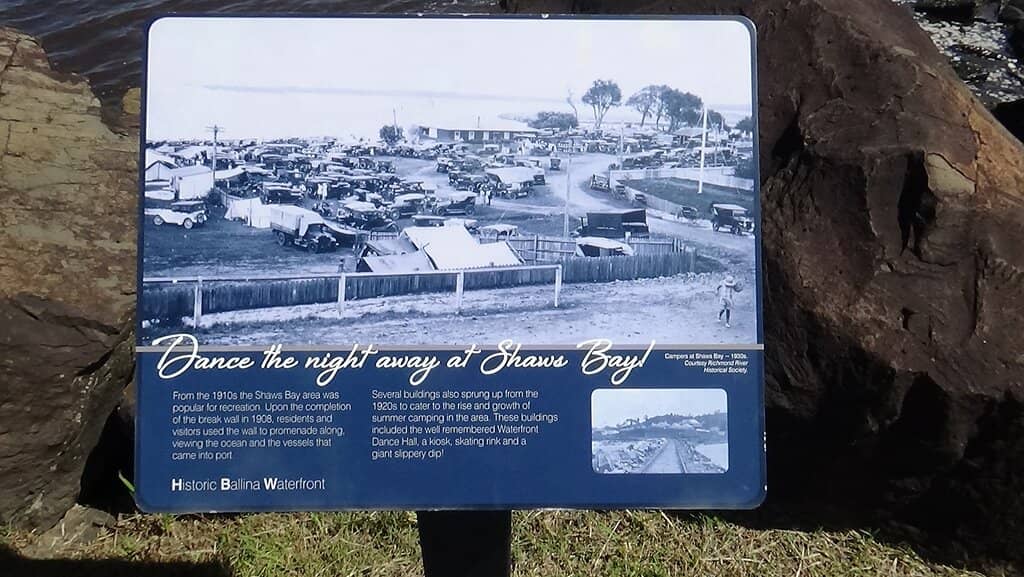 Dance the night away at Shaws Bay!
Campers at Shaws Bay – 1930s.
Courtesy Richmond River
Historical Society.
From the 1910s the Shaws Bay area was
popular for recreation. Upon the completion
of the break wall in 1908, residents and
visitors used the wall to promenade along,
viewing the ocean and the vessels that
came into port.
Several buildings also sprung up from the
1920s to cater to the rise and growth of
summer camping in the area. These buildings
included the well remembered Waterfront
Dance Hall, a kiosk, skating rink and a
giant slippery dip!
Historic Ballina Waterfront